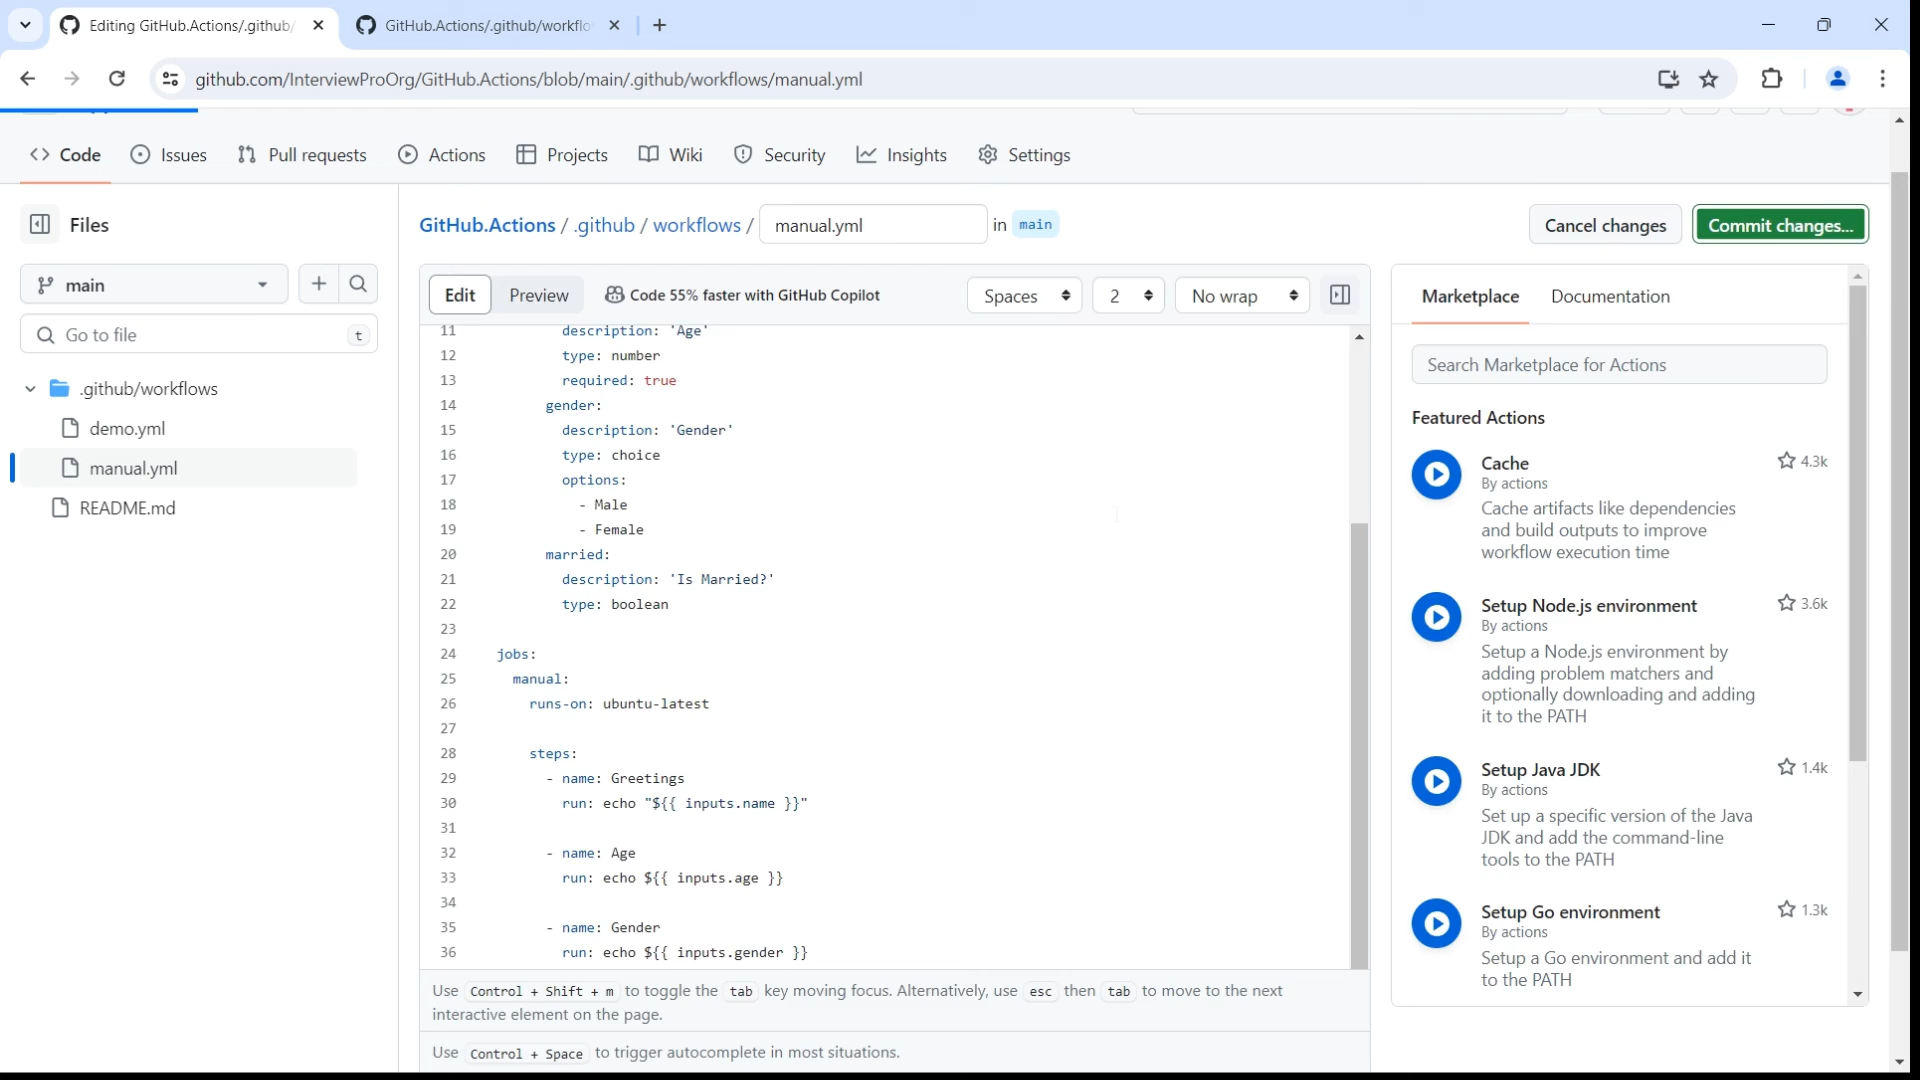 Editing GitHub.Actions/.github/
GitHub.Actions/.github/workflo
github.com/InterviewProOrg/GitHub.Actions/blob/main/.github/workflows/manual.yml
Code
Issues
Pull requests
Actions
Projects
Wiki
Security
Insights
Settings
Files
GitHub.Actions / .github / workflows / manual.yml in main
Cancel changes
Commit changes...
main
Go to file
t
.github/workflows
demo.yml
manual.yml
README.md
Edit
Preview
Code 55% faster with GitHub Copilot
Spaces
2
No wrap
11 description: 'Age'
12 type: number
13 required: true
14 gender:
15 description: 'Gender'
16 type: choice
17 options:
18 - Male
19 - Female
20 married:
21 description: 'Is Married?'
22 type: boolean
23
24 jobs:
25 manual:
26 runs-on: ubuntu-latest
27
28 steps:
29 - name: Greetings
30 run: echo "${{ inputs.name }}"
31
32 - name: Age
33 run: echo ${{ inputs.age }}
34
35 - name: Gender
36 run: echo ${{ inputs.gender }}
Use Control + Shift + m to toggle the tab key moving focus. Alternatively, use esc then tab to move to the next
interactive element on the page.
Use Control + Space to trigger autocomplete in most situations.
Marketplace
Documentation
Search Marketplace for Actions
Featured Actions
Cache
4.3k
By actions
Cache artifacts like dependencies
and build outputs to improve
workflow execution time
Setup Node.js environment
3.6k
By actions
Setup a Node.js environment by
adding problem matchers and
optionally downloading and adding
it to the PATH
Setup Java JDK
1.4k
By actions
Set up a specific version of the Java
JDK and add the command-line
tools to the PATH
Setup Go environment
1.3k
By actions
Setup a Go environment and add it
to the PATH